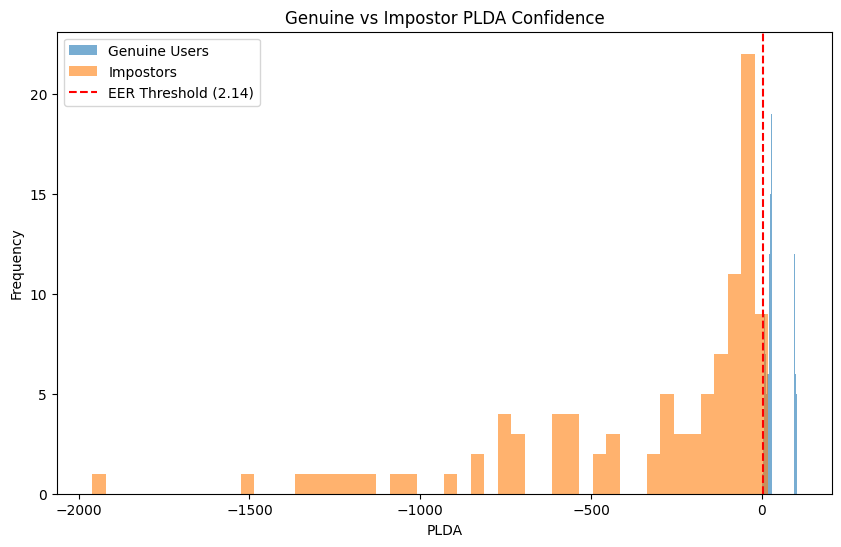 Genuine vs Impostor PLDA Confidence
Genuine Users
Impostors
EER Threshold (2.14)
Frequency
20
15
10
5
0
−2000
−1500
−1000
−500
0
PLDA